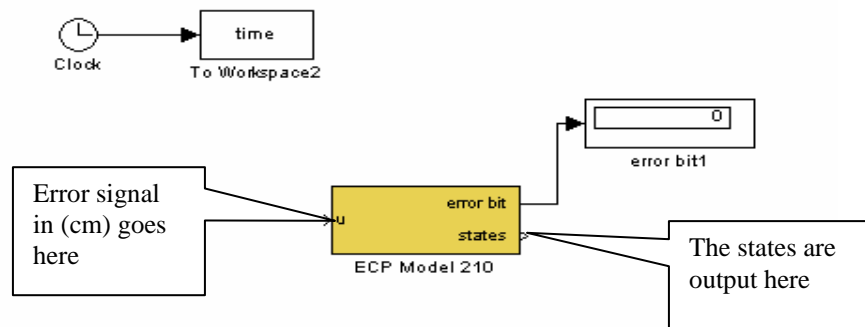 time
Clock
To Workspace2
0
error bit1
Error signal
in (cm) goes
here
u
error bit
states
ECP Model 210
The states are
output here